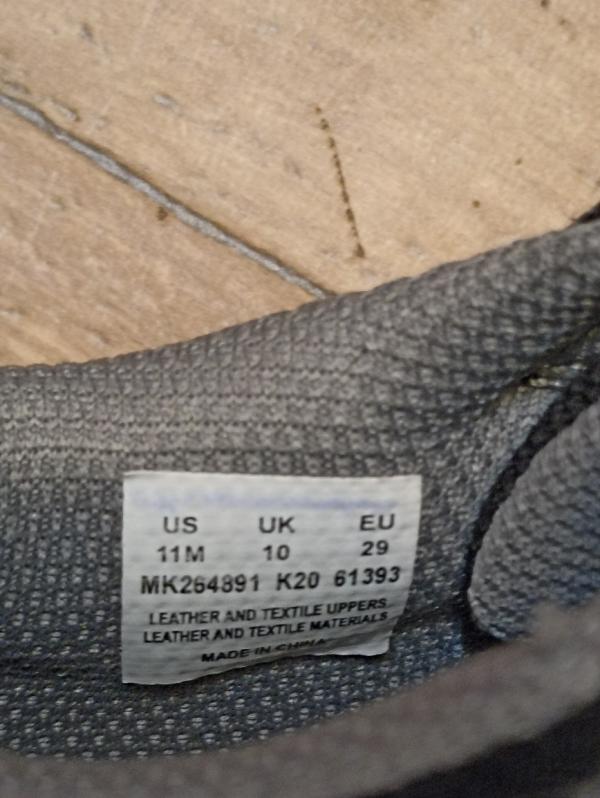 US UK EU
11M 10 29
MK264891 K20 61393
LEATHER AND TEXTILE UPPERS
LEATHER AND TEXTILE MATERIALS
MADE IN CHINA